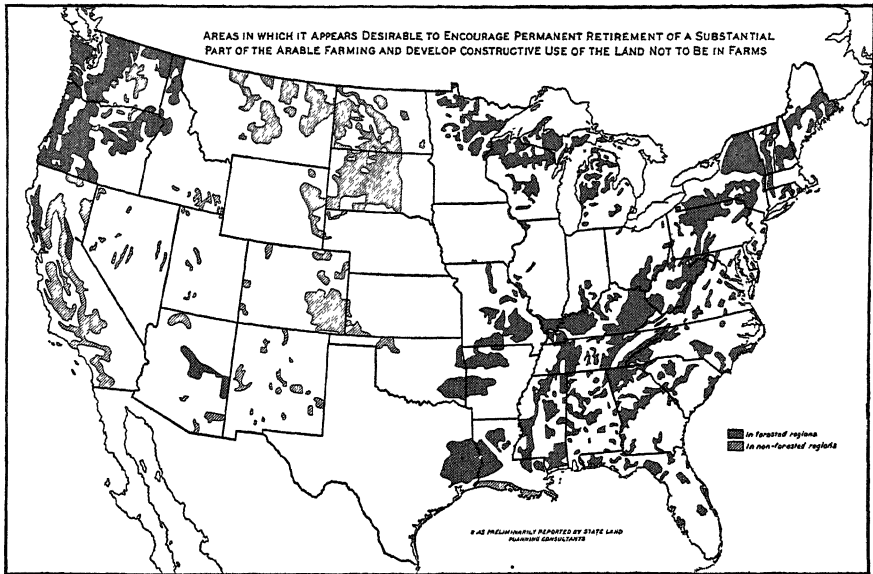 AREAS IN WHICH IT APPEARS DESIRABLE TO ENCOURAGE PERMANENT RETIREMENT OF A SUBSTANTIAL
PART OF THE ARABLE FARMING AND DEVELOP CONSTRUCTIVE USE OF THE LAND NOT TO BE IN FARMS
In forested regions
In non-forested regions
AS PRELIMINARILY REPORTED BY STATE LAND
PLANNING CONSULTANTS